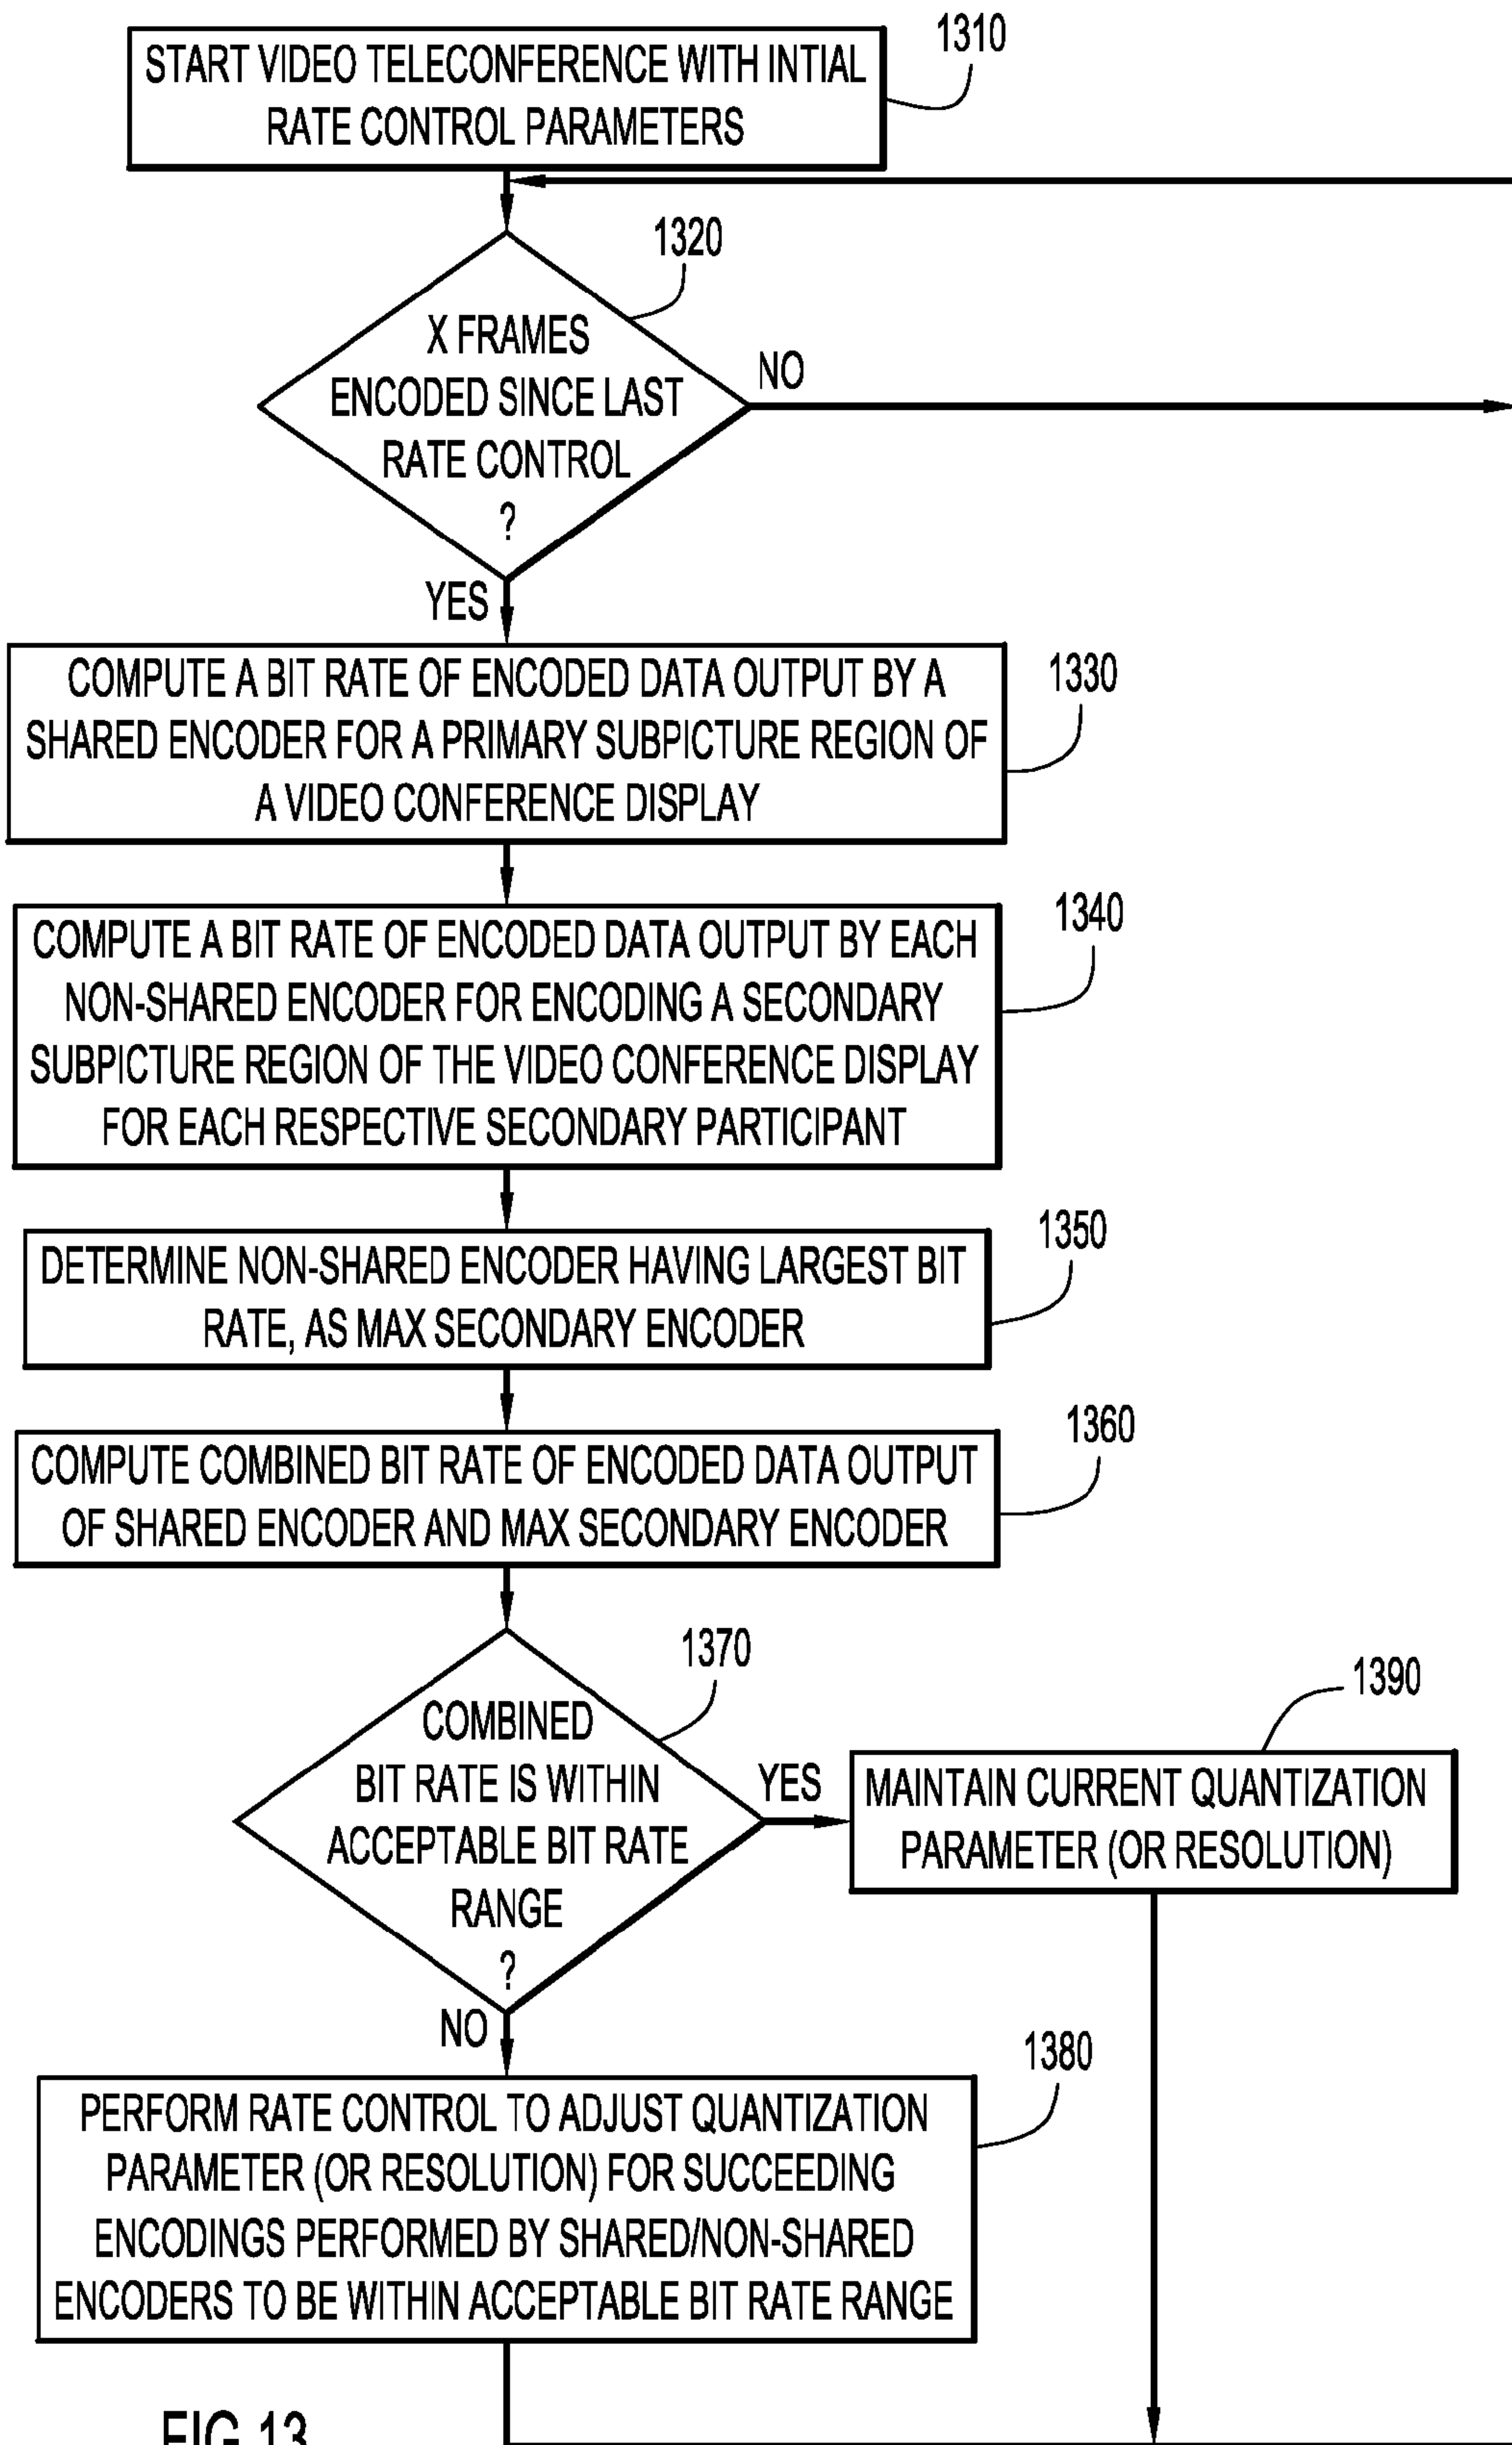 START VIDEO TELECONFERENCE WITH INTIAL
RATE CONTROL PARAMETERS
1310
1320
X FRAMES
ENCODED SINCE LAST
RATE CONTROL
?
NO
YES
COMPUTE A BIT RATE OF ENCODED DATA OUTPUT BY A
SHARED ENCODER FOR A PRIMARY SUBPICTURE REGION OF
A VIDEO CONFERENCE DISPLAY
1330
COMPUTE A BIT RATE OF ENCODED DATA OUTPUT BY EACH
NON-SHARED ENCODER FOR ENCODING A SECONDARY
SUBPICTURE REGION OF THE VIDEO CONFERENCE DISPLAY
FOR EACH RESPECTIVE SECONDARY PARTICIPANT
1340
DETERMINE NON-SHARED ENCODER HAVING LARGEST BIT
RATE, AS MAX SECONDARY ENCODER
1350
COMPUTE COMBINED BIT RATE OF ENCODED DATA OUTPUT
OF SHARED ENCODER AND MAX SECONDARY ENCODER
1360
1370
COMBINED
BIT RATE IS WITHIN
ACCEPTABLE BIT RATE
RANGE
?
YES
NO
1390
MAINTAIN CURRENT QUANTIZATION
PARAMETER (OR RESOLUTION)
1380
PERFORM RATE CONTROL TO ADJUST QUANTIZATION
PARAMETER (OR RESOLUTION) FOR SUCCEEDING
ENCODINGS PERFORMED BY SHARED/NON-SHARED
ENCODERS TO BE WITHIN ACCEPTABLE BIT RATE RANGE
FIG.13